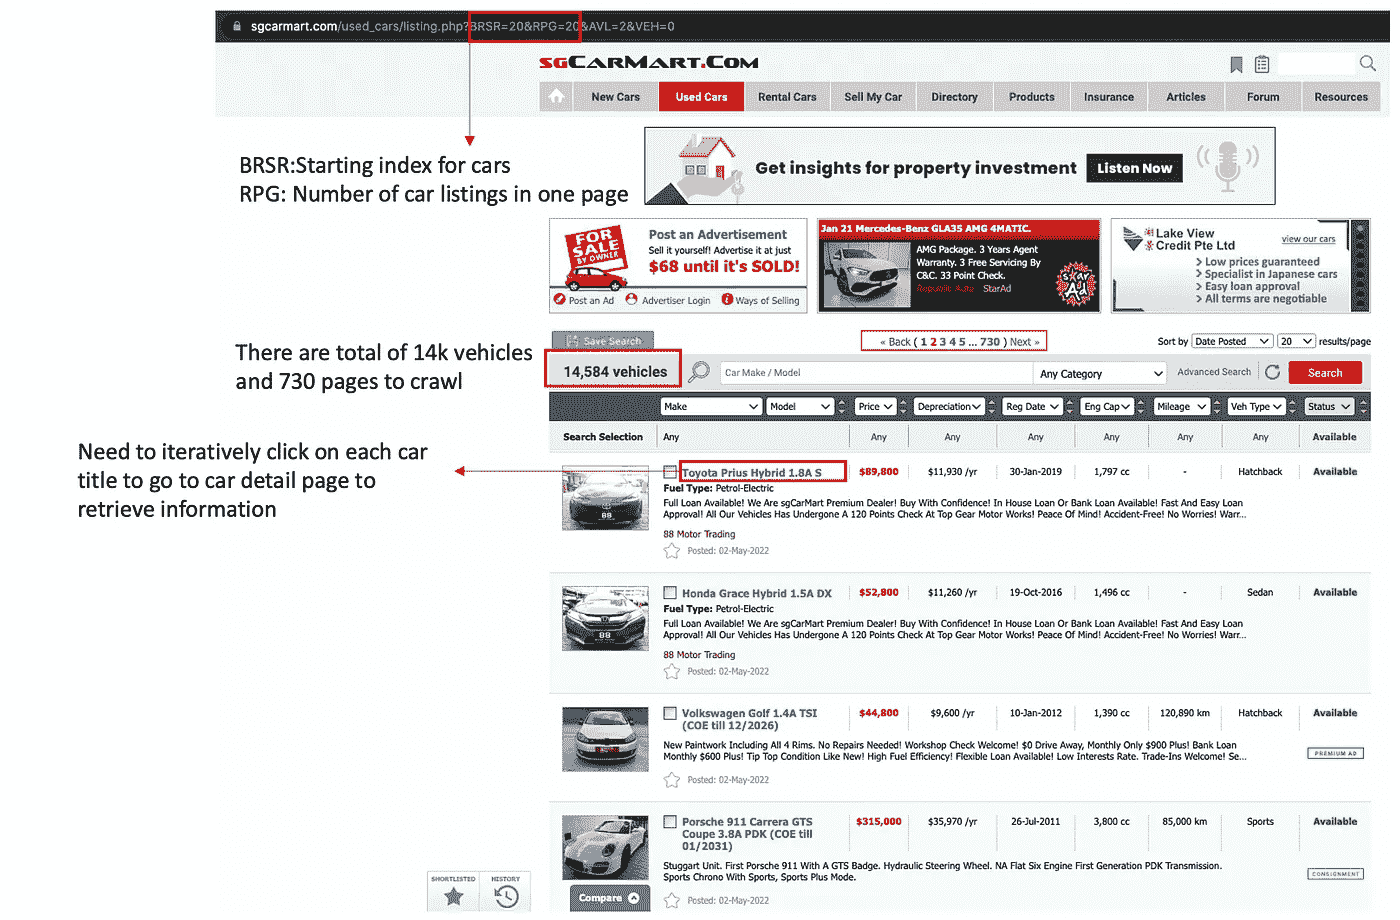 sgcarmart.com/used_cars/listing.php?BRSR=20&RPG=20&AVL=2&VEH=0
sgCarMart.Com
New Cars Used Cars Rental Cars Sell My Car Directory Products Insurance Articles Forum Resources
BRSR:Starting index for cars
RPG: Number of car listings in one page
Get insights for property investment Listen Now
FOR SALE BY OWNER
Post an Advertisement
Sell it yourself! Advertise it at just
$68 until it's SOLD!
Post an Ad Advertiser Login Ways of Selling
Jan 21 Mercedes-Benz GLA35 AMG 4MATIC.
AMG Package. 3 Years Agent
Warranty. 3 Free Servicing By
C&C. 33 Point Check.
Republic Auto StarAd
Star Ad
Lake View
Credit Pte Ltd
view our cars
> Low prices guaranteed
> Specialist in Japanese cars
> Easy loan approval
> All terms are negotiable
Save Search
« Back ( 1 2 3 4 5 ... 730 ) Next »
Sort by Date Posted 20 results/page
There are total of 14k vehicles
and 730 pages to crawl
14,584 vehicles
Car Make / Model Any Category Advanced Search Search
Make Model Price Depreciation Reg Date Eng Cap Mileage Veh Type Status
Search Selection Any Any Any Any Any Any Any Available
Need to iteratively click on each car
title to go to car detail page to
retrieve information
Toyota Prius Hybrid 1.8A S $89,800 $11,930 /yr 30-Jan-2019 1,797 cc - Hatchback Available
Fuel Type: Petrol-Electric
Full Loan Available! We Are sgCarMart Premium Dealer! Buy With Confidence! In House Loan Or Bank Loan Available! Fast And Easy Loan
Approval! All Our Vehicles Has Undergone A 120 Points Check At Top Gear Motor Works! Peace Of Mind! Accident-Free! No Worries! Warr...
88 Motor Trading
Posted: 02-May-2022
88
Honda Grace Hybrid 1.5A DX $52,800 $11,260 /yr 19-Oct-2016 1,496 cc - Sedan Available
Fuel Type: Petrol-Electric
Full Loan Available! We Are sgCarMart Premium Dealer! Buy With Confidence! In House Loan Or Bank Loan Available! Fast And Easy Loan
Approval! All Our Vehicles Has Undergone A 120 Points Check At Top Gear Motor Works! Peace Of Mind! Accident-Free! No Worries! Warr...
88 Motor Trading
Posted: 02-May-2022
88
Volkswagen Golf 1.4A TSI $44,800 $9,600 /yr 10-Jan-2012 1,390 cc 120,890 km Hatchback Available
(COE till 12/2026)
New Paintwork Including All 4 Rims. No Repairs Needed! Workshop Check Welcome! $0 Drive Away, Monthly Only $900 Plus! Bank Loan
Monthly $600 Plus! Tip Top Condition Like New! High Fuel Efficiency! Flexible Loan Available! Low Interests Rate. Trade-Ins Welcome! Se...
PREMIUM AD
Posted: 02-May-2022
Porsche 911 Carrera GTS $315,000 $35,970 /yr 26-Jul-2011 3,800 cc 85,000 km Sports Available
Coupe 3.8A PDK (COE till
01/2031)
Stuggart Unit. First Porsche 911 With A GTS Badge. Hydraulic Steering Wheel. NA Flat Six Engine First Generation PDK Transmission.
Sports Chrono With Sports, Sports Plus Mode.
CONSIGNMENT
Posted: 02-May-2022
SHORTLISTED HISTORY
Compare